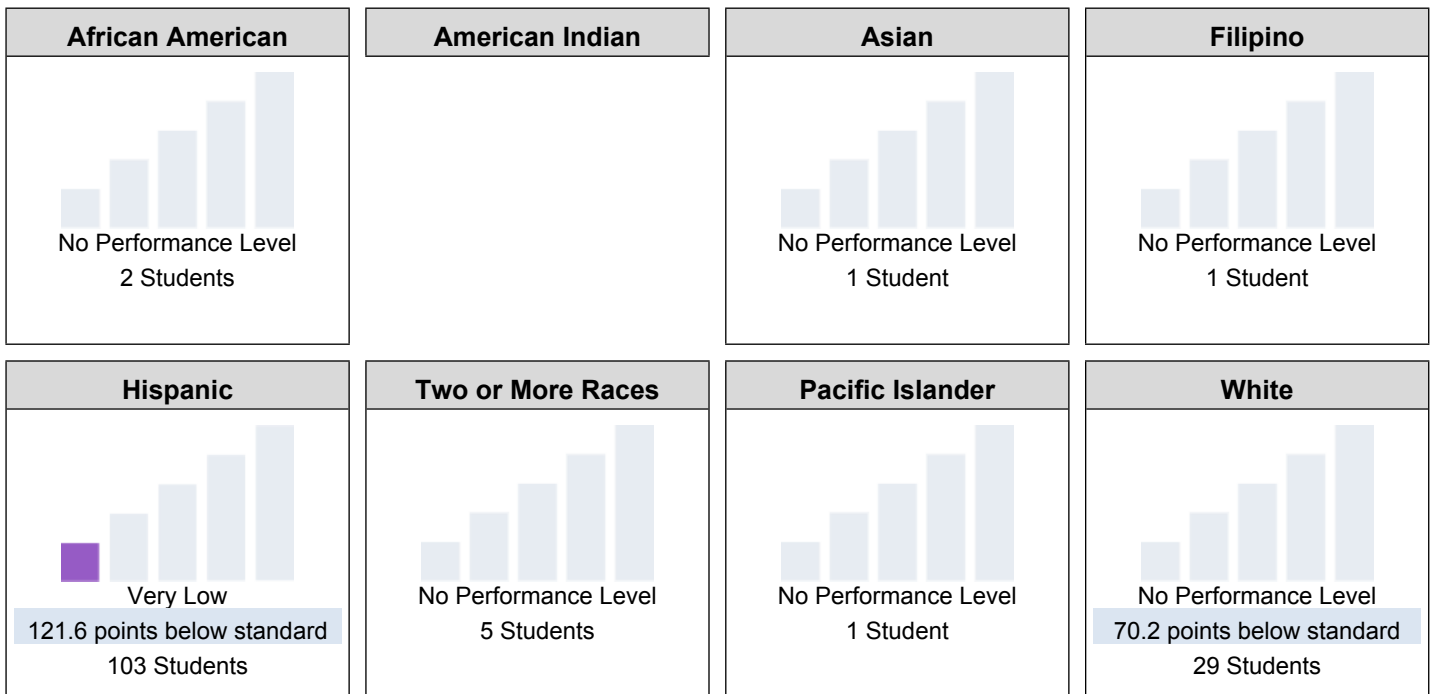 African American
No Performance Level
2 Students
American Indian
Asian
No Performance Level
1 Student
Filipino
No Performance Level
1 Student
Hispanic
Very Low
121.6 points below standard
103 Students
Two or More Races
No Performance Level
5 Students
Pacific Islander
No Performance Level
1 Student
White
No Performance Level
70.2 points below standard
29 Students